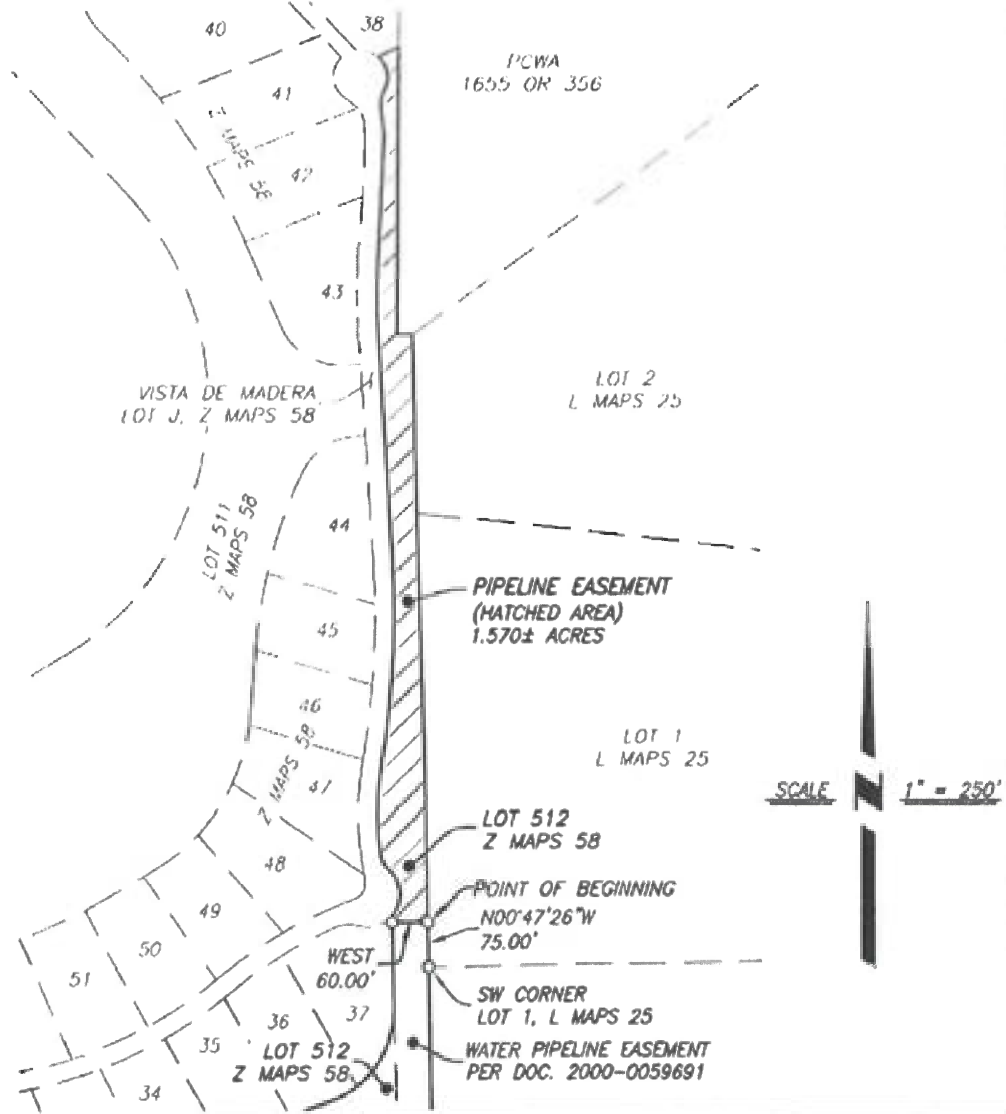 40
38
PCWA
1655 OR 356
41
Z MAPS 58
42
43
VISTA DE MADERA,
LOT J, Z MAPS 58
LOT 2
L MAPS 25
LOT 511
Z MAPS 58
44
PIPELINE EASEMENT
(HATCHED AREA)
1.570± ACRES
45
46
LOT 1
L MAPS 25
Z MAPS 58
47
SCALE
N
1" = 250'
LOT 512
Z MAPS 58
48
POINT OF BEGINNING
N00°47'26"W
75.00'
49
50
WEST
60.00'
51
SW CORNER
LOT 1, L MAPS 25
37
36
35
WATER PIPELINE EASEMENT
PER DOC. 2000-0059691
LOT 512
Z MAPS 58
34